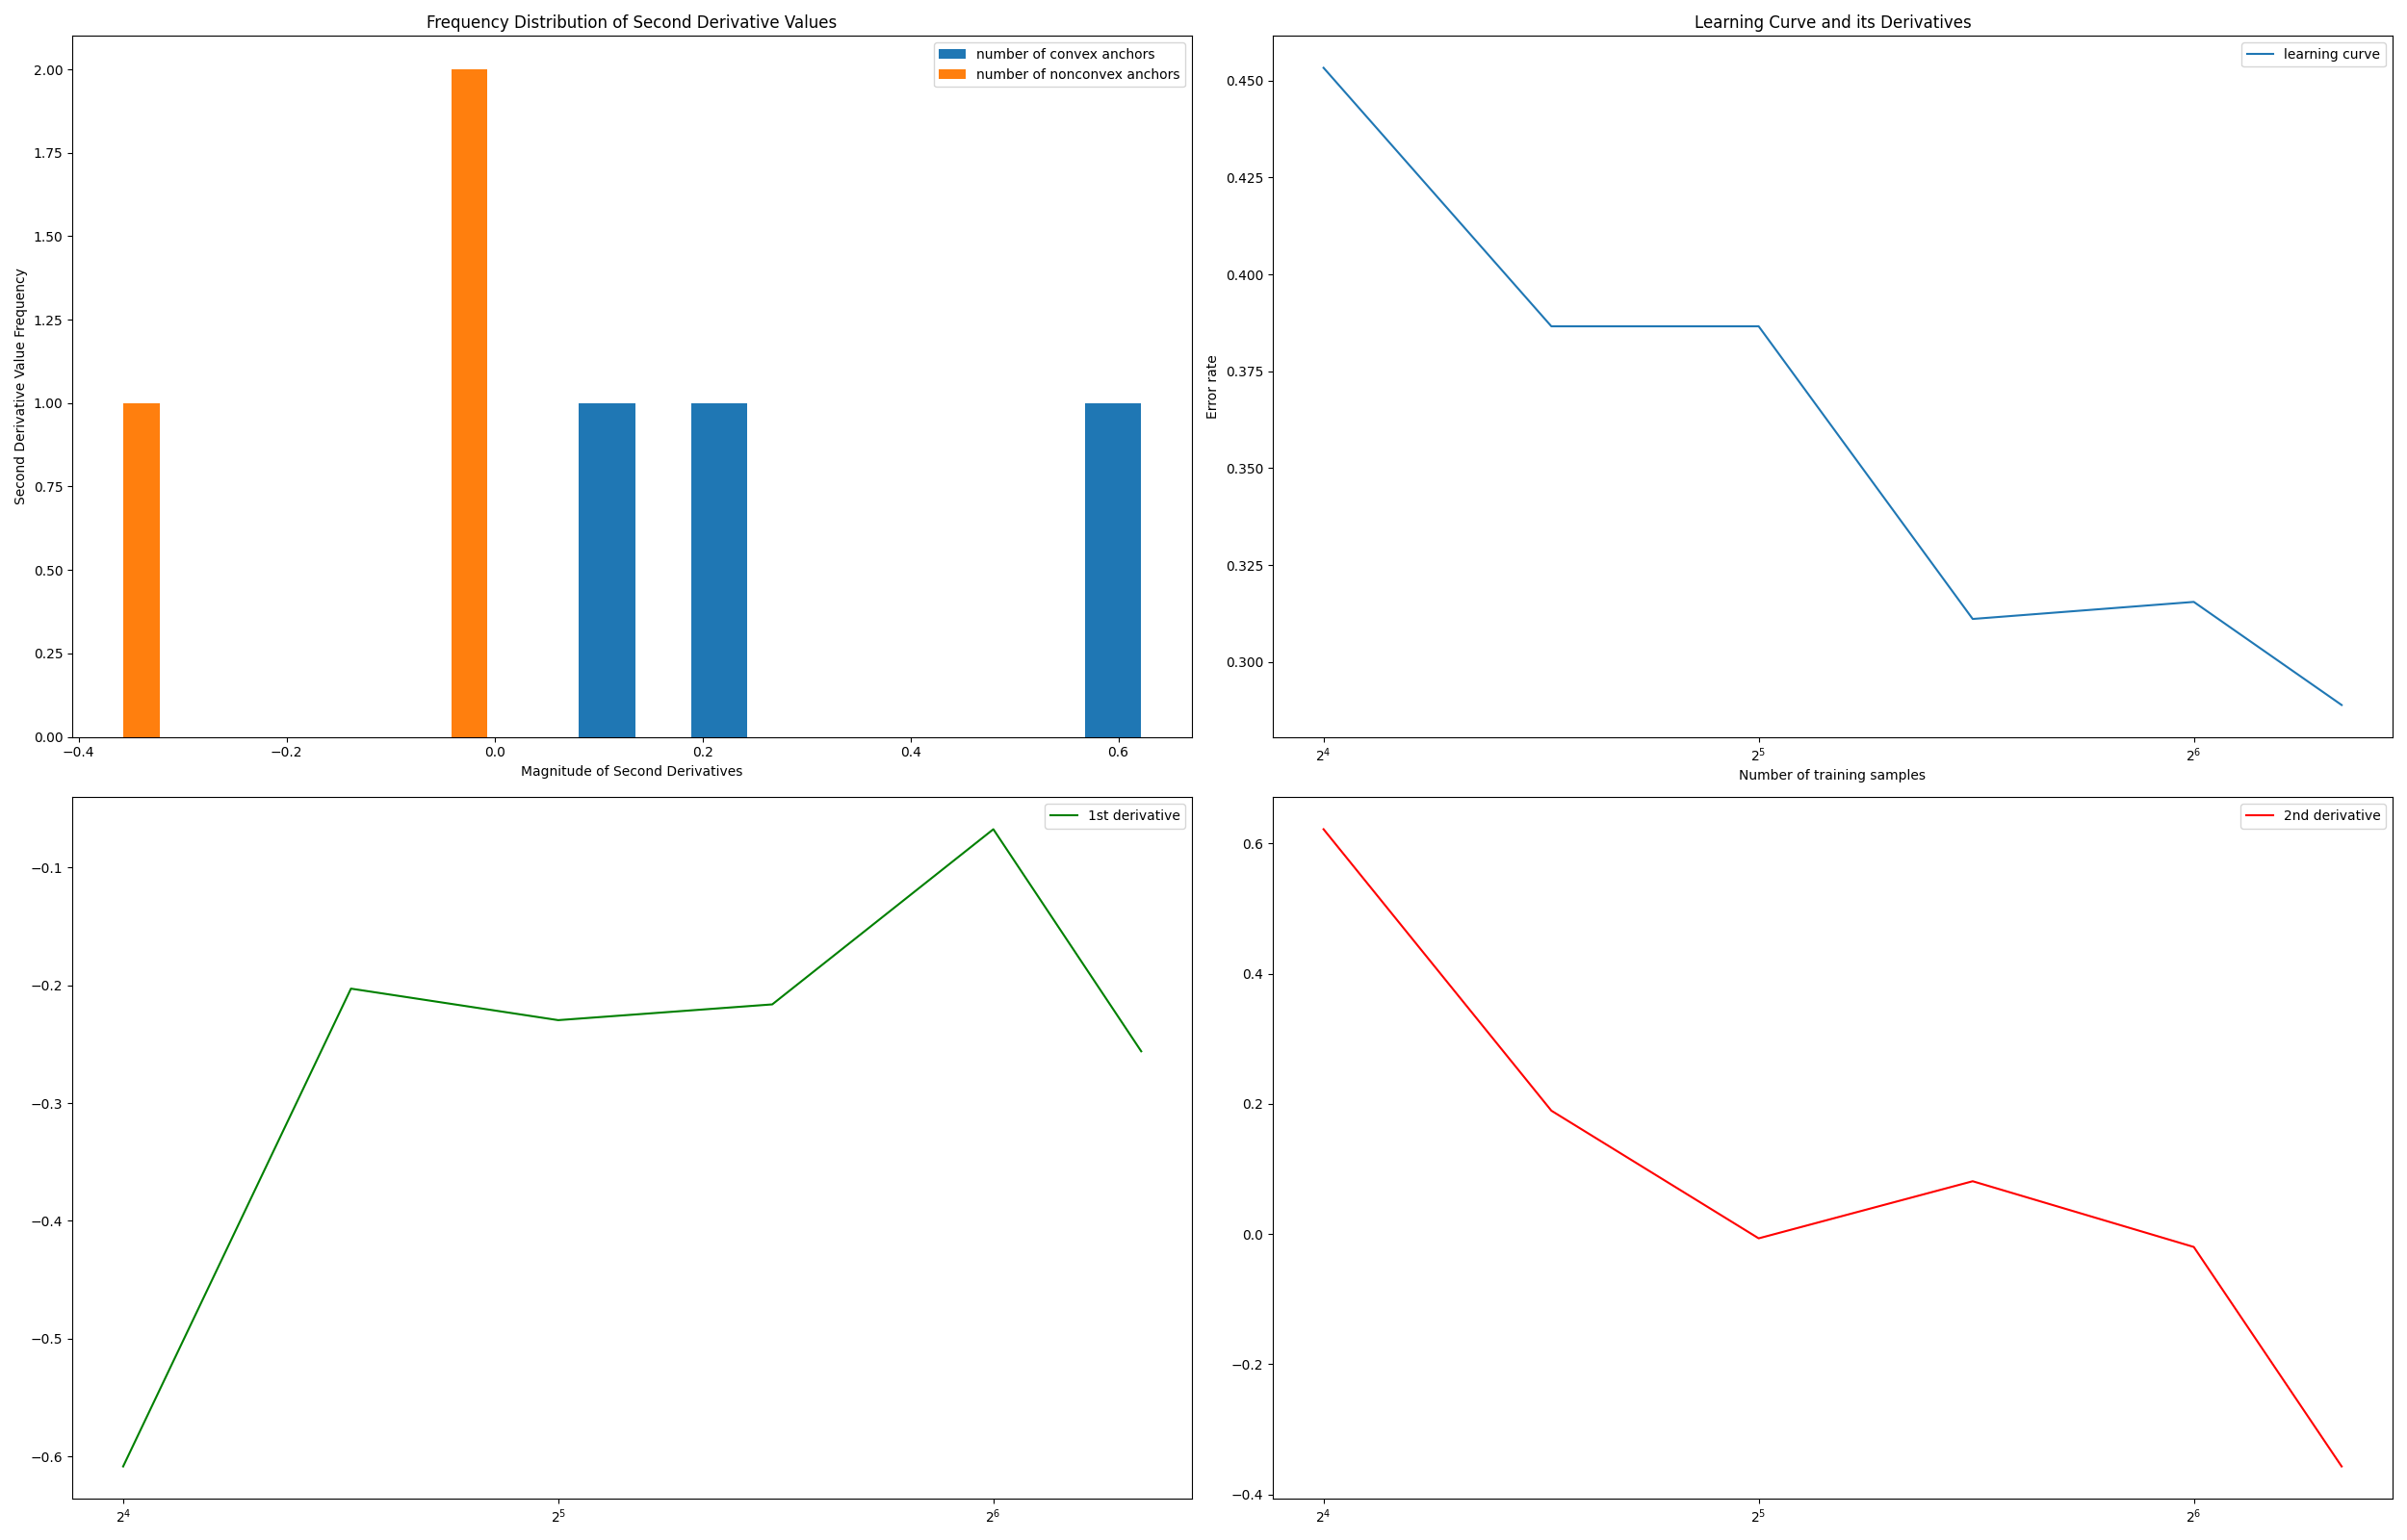 Frequency Distribution of Second Derivative Values
number of convex anchors
number of nonconvex anchors
2.00
1.75
1.50
1.25
1.00
0.75
0.50
0.25
0.00
Second Derivative Value Frequency
−0.4 −0.2 0.0 0.2 0.4 0.6
Magnitude of Second Derivatives
Learning Curve and its Derivatives
learning curve
0.450
0.425
0.400
0.375
0.350
0.325
0.300
Error rate
2⁴ 2⁵ 2⁶
Number of training samples
1st derivative
−0.1
−0.2
−0.3
−0.4
−0.5
−0.6
2⁴ 2⁵ 2⁶
2nd derivative
0.6
0.4
0.2
0.0
−0.2
−0.4
2⁴ 2⁵ 2⁶